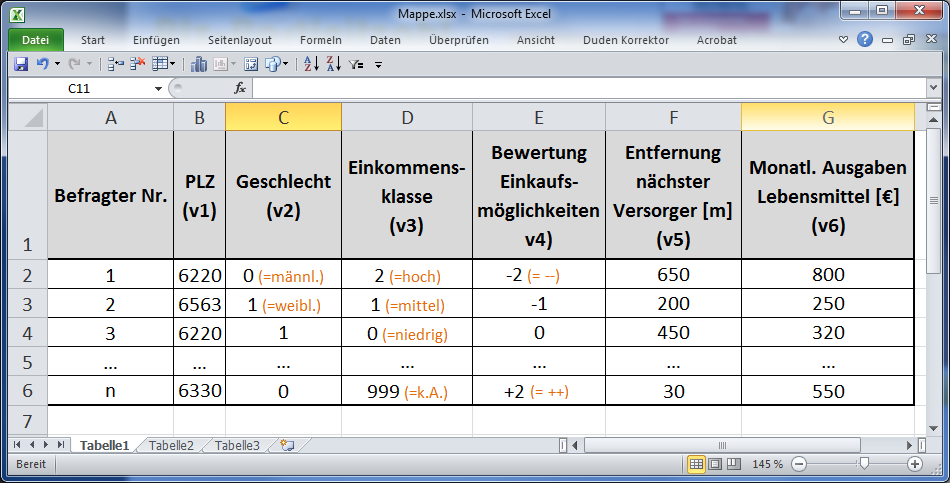 Mappe.xlsx - Microsoft Excel
Datei Start Einfügen Seitenlayout Formeln Daten Überprüfen Ansicht Duden Korrektor Acrobat
C11 fx
A B C D E F G
1 Befragter Nr. PLZ (v1) Geschlecht (v2) Einkommens-klasse (v3) Bewertung Einkaufs-möglichkeiten v4) Entfernung nächster Versorger [m] (v5) Monatl. Ausgaben Lebensmittel [€] (v6)
2 1 6220 0 (=männl.) 2 (=hoch) -2 (= --) 650 800
3 2 6563 1 (=weibl.) 1 (=mittel) -1 200 250
4 3 6220 1 0 (=niedrig) 0 450 320
5 ... ... ... ... ... ... ...
6 n 6330 0 999 (=k.A.) +2 (= ++) 30 550
7
Tabelle1 Tabelle2 Tabelle3
Bereit 145 %